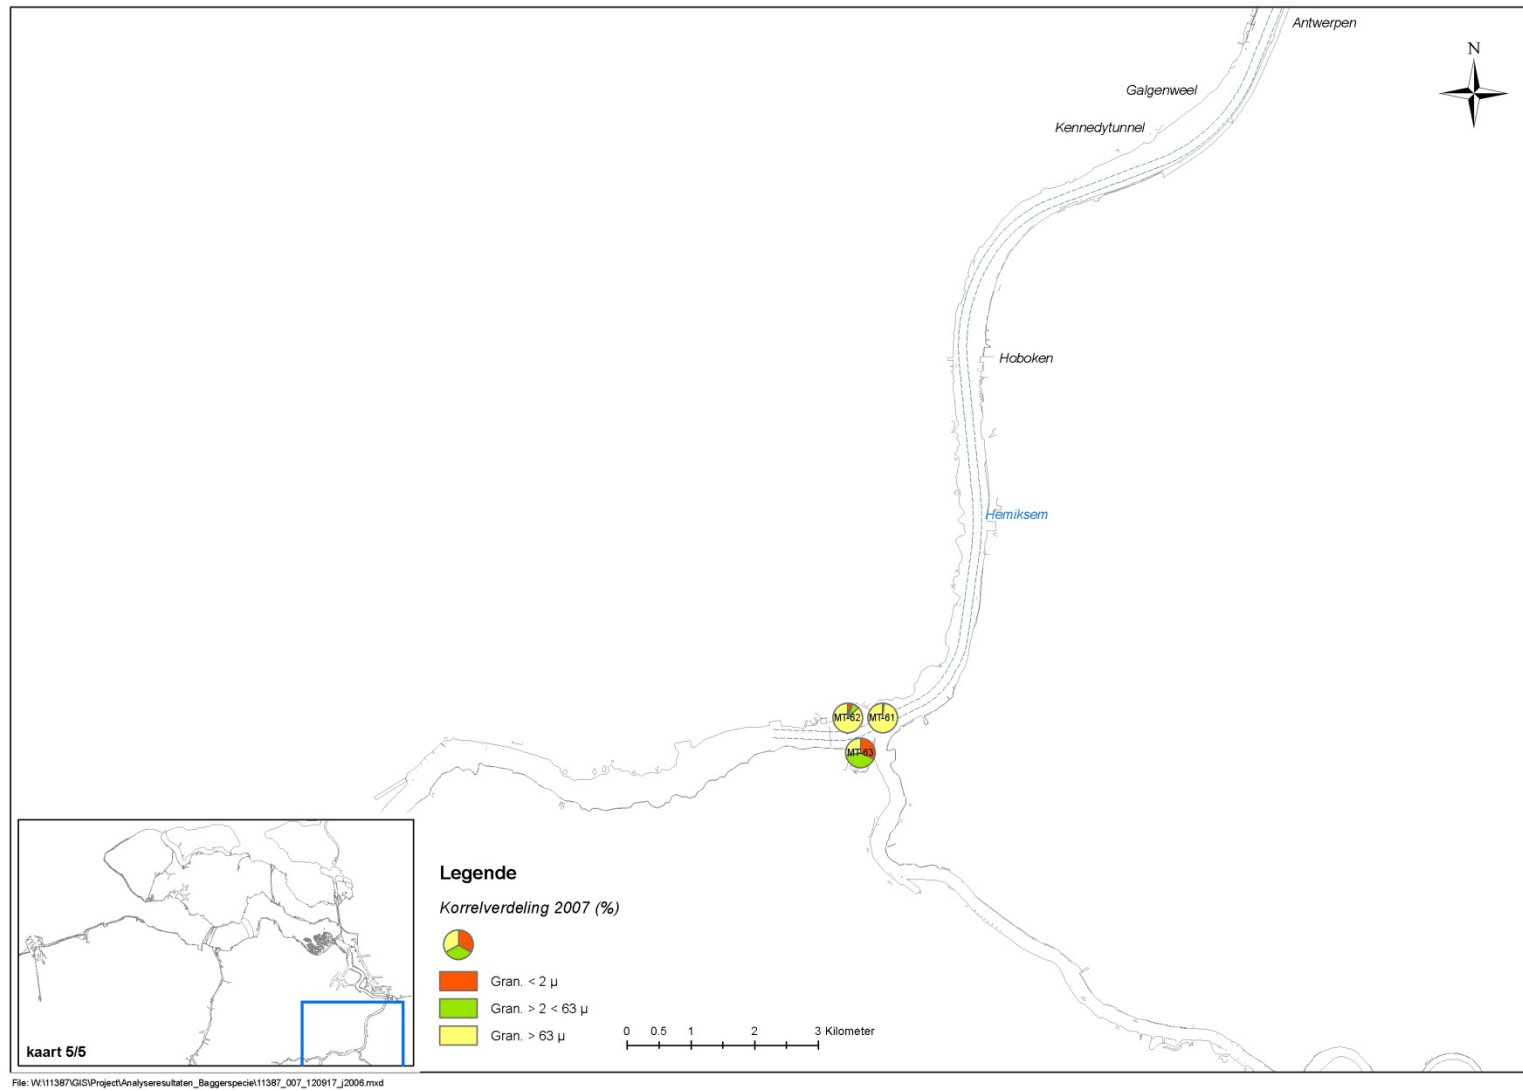 Antwerpen
N
Galgenweel
Kennedytunnel
Hoboken
Hemiksem
MT-62
MT-61
MT-63
Legende
Korrelverdeling 2007 (%)
Gran. < 2 µ
Gran. > 2 < 63 µ
Gran. > 63 µ
0 0.5 1 2 3 Kilometer
kaart 5/5
File: W:\11387\GIS\Project\Analyseresultaten_Baggerspecie\11387_007_120917_j2006.mxd